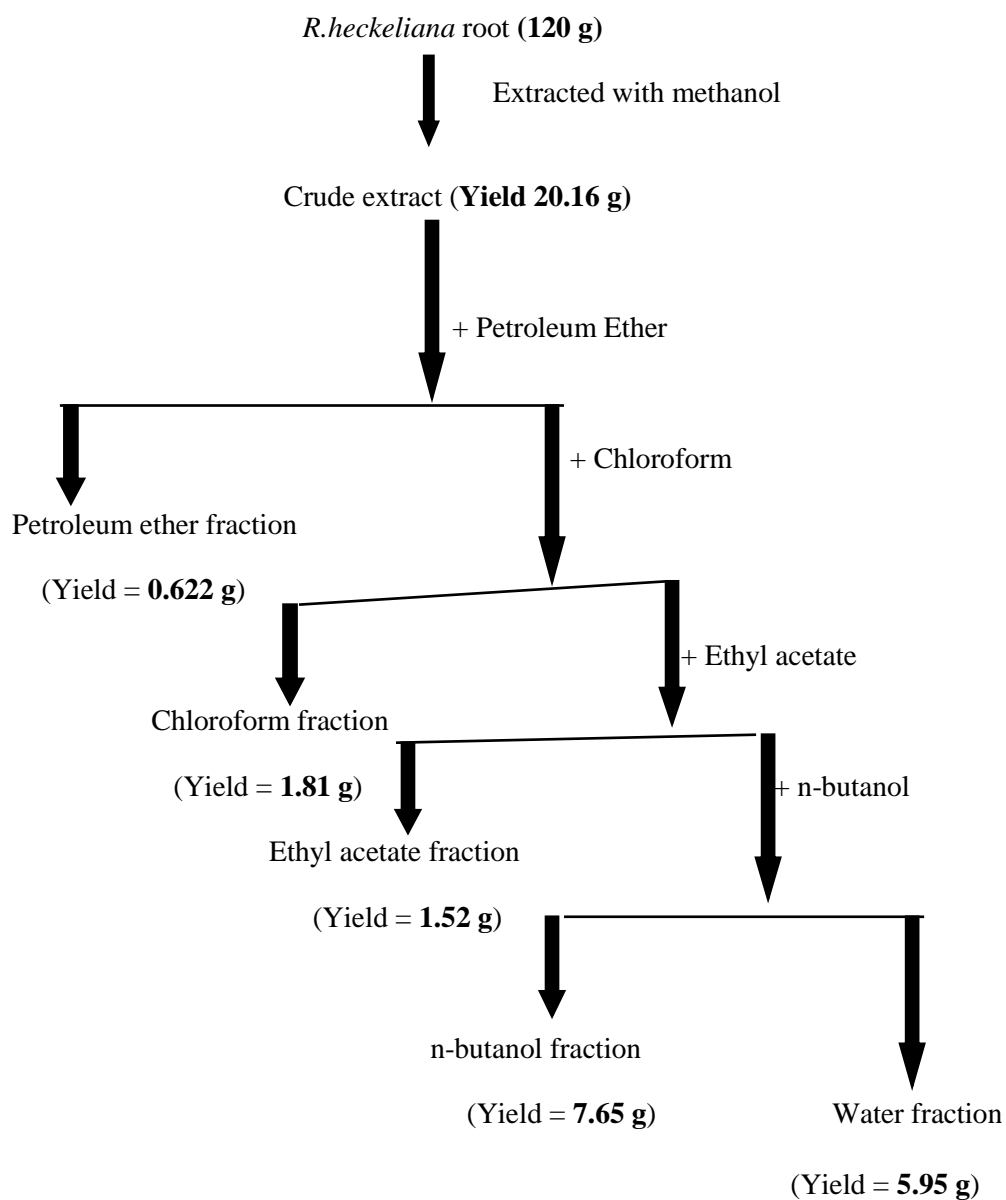 R.heckeliana root (120 g)
Extracted with methanol
Crude extract (Yield 20.16 g)
+ Petroleum Ether
+ Chloroform
Petroleum ether fraction
(Yield = 0.622 g)
+ Ethyl acetate
Chloroform fraction
(Yield = 1.81 g)
+ n-butanol
Ethyl acetate fraction
(Yield = 1.52 g)
n-butanol fraction
(Yield = 7.65 g)
Water fraction
(Yield = 5.95 g)